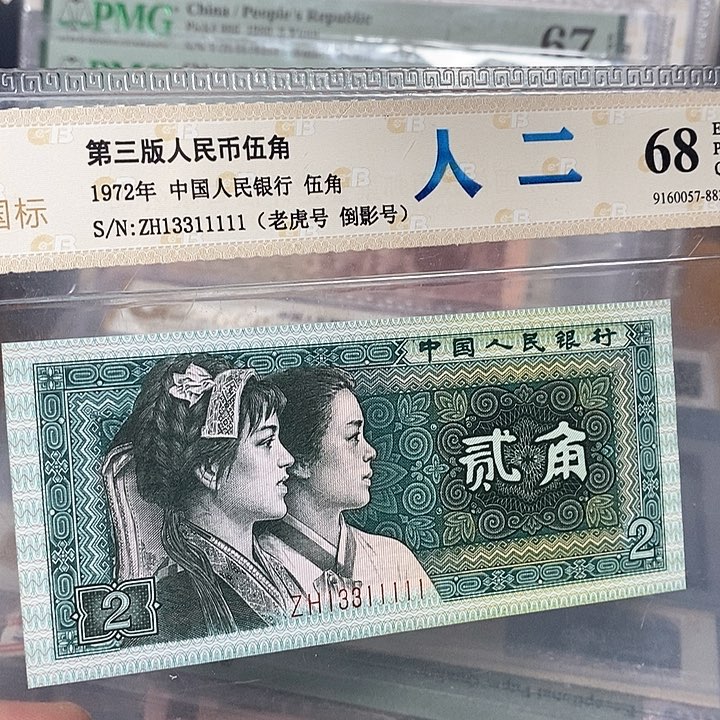 PMG
China / People's Republic
67
第三版人民币伍角
1972年 中国人民银行 伍角
S/N:ZH13311111（老虎号 倒影号）
国标
人二
68
E
P
9160057-88
中国人民银行
贰角
2
2
ZH13311111